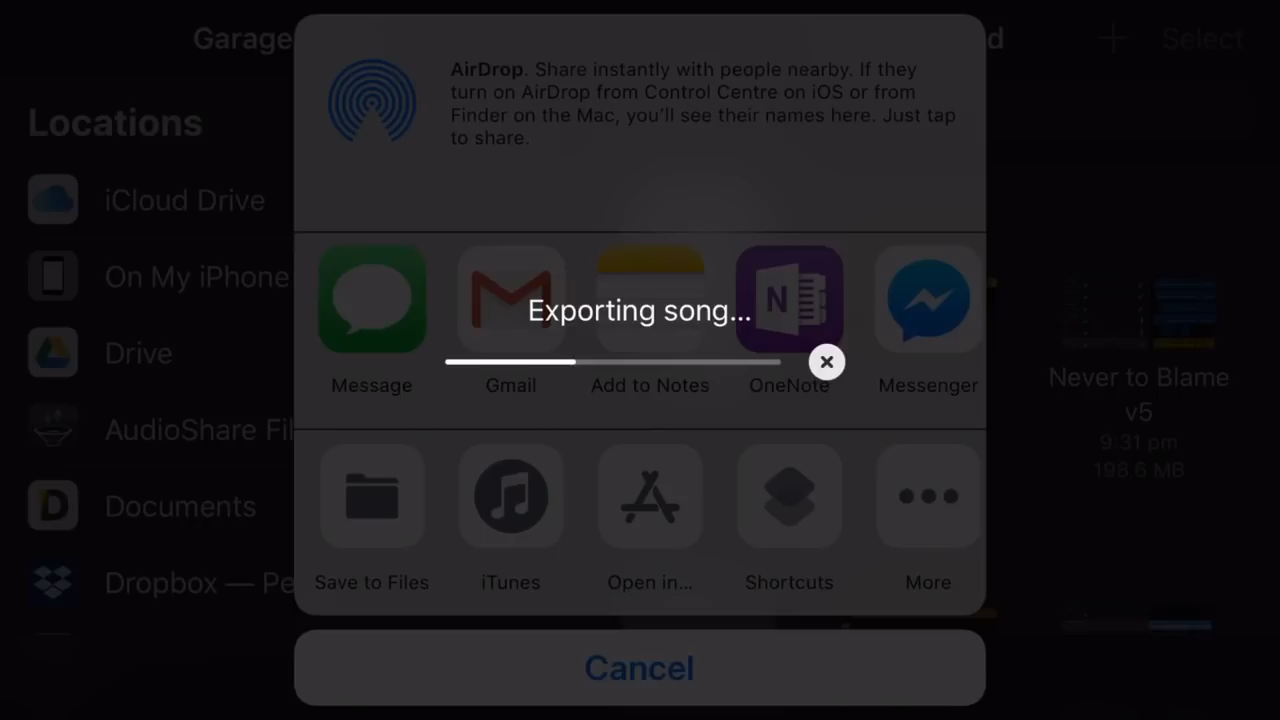 Garage
d
Select
Locations
iCloud Drive
On My iPhone
Drive
AudioShare Fil
Documents
Dropbox — Pe
AirDrop. Share instantly with people nearby. If they
turn on AirDrop from Control Centre on iOS or from
Finder on the Mac, you'll see their names here. Just tap
to share.
Exporting song...
Message
Gmail
Add to Notes
OneNote
Messenger
Save to Files
iTunes
Open in...
Shortcuts
More
Cancel
Never to Blame
v5
9:31 pm
198.6 MB